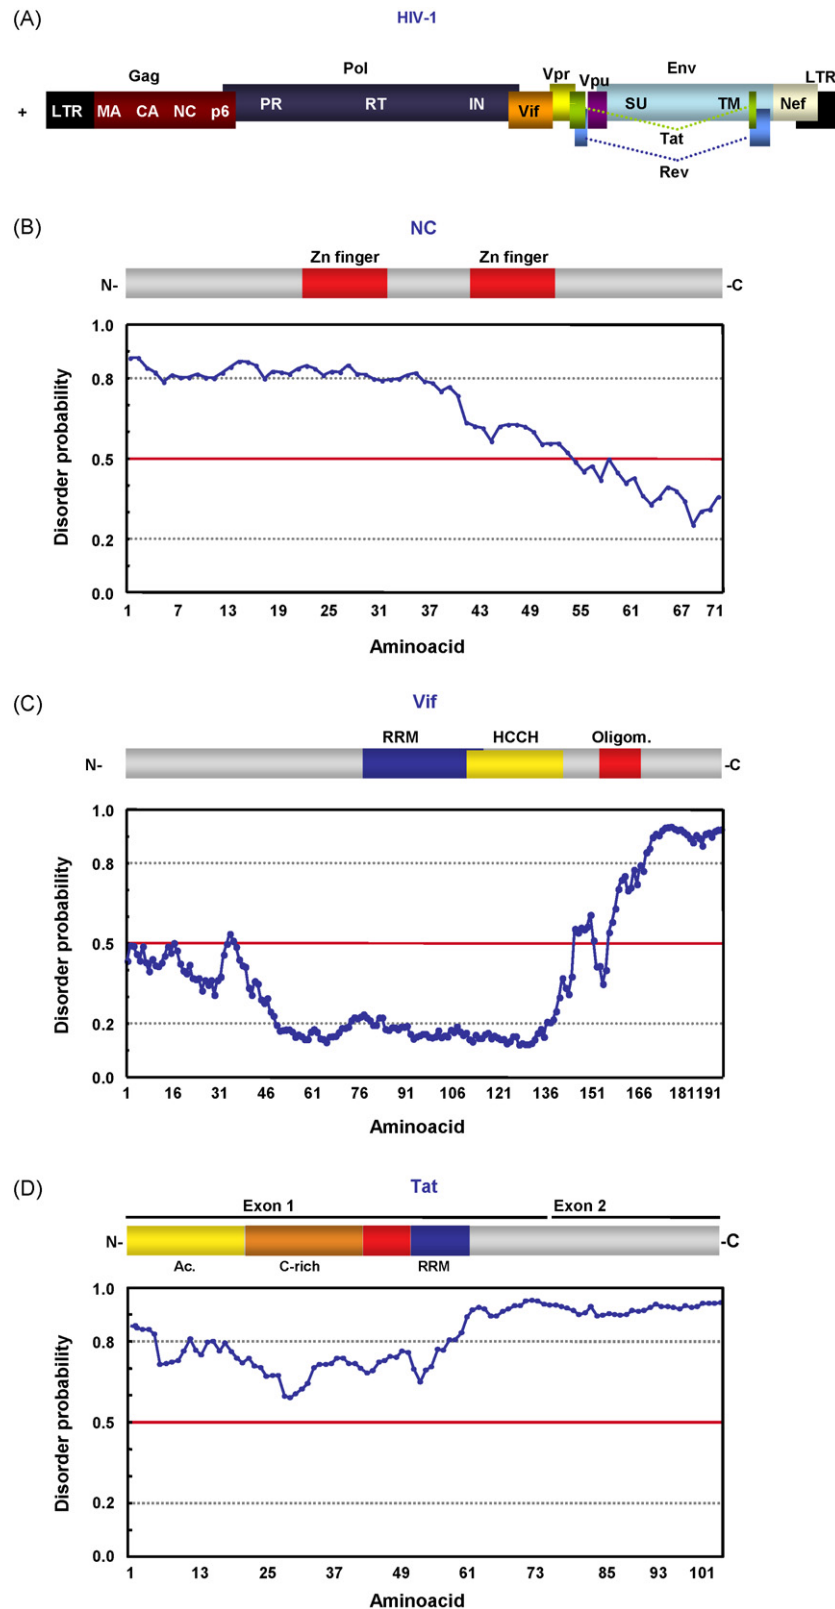 (A)
HIV-1
Gag Pol Vpr Vpu Env LTR
+ LTR MA CA NC p6 PR RT IN Vif SU TM Nef
Tat
Rev
(B)
NC
Zn finger Zn finger
N- -C
1.0
0.8
0.5
0.2
0.0
Disorder probability
1 7 13 19 25 31 37 43 49 55 61 67 71
Aminoacid
(C)
Vif
RRM HCCH Oligom.
N- -C
1.0
0.8
0.5
0.2
0.0
Disorder probability
1 16 31 46 61 76 91 106 121 136 151 166 181 191
Aminoacid
(D)
Tat
Exon 1 Exon 2
N- -C
Ac. C-rich RRM
1.0
0.8
0.5
0.2
0.0
Disorder probability
1 13 25 37 49 61 73 85 93 101
Aminoacid